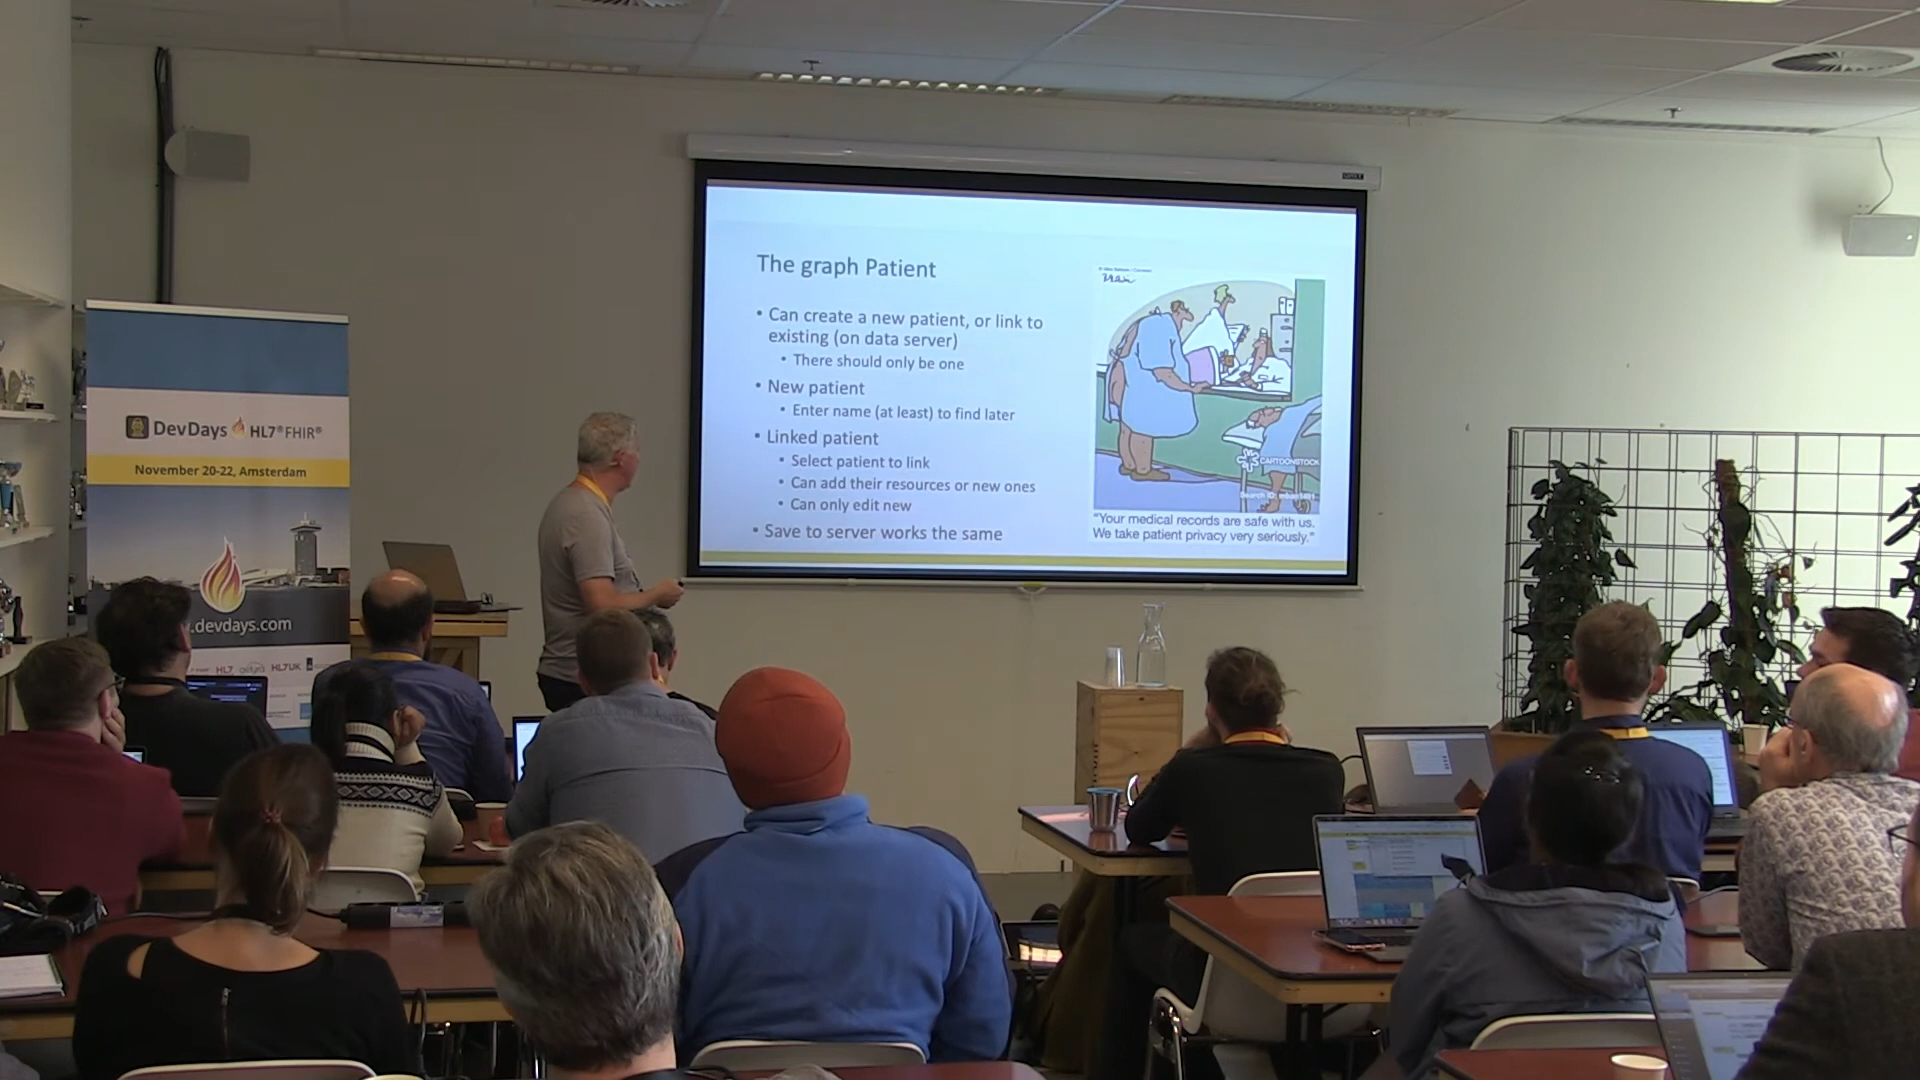 The graph Patient
• Can create a new patient, or link to
existing (on data server)
• There should only be one
• New patient
• Enter name (at least) to find later
• Linked patient
• Select patient to link
• Can add their resources or new ones
• Can only edit new
• Save to server works the same
CARTOONSTOCK
"Your medical records are safe with us.
We take patient privacy very seriously."
DevDays HL7® FHIR®
November 20-22, Amsterdam
.devdays.com
HL7 HL7UK